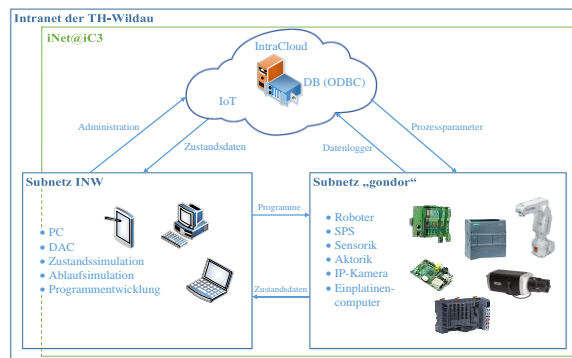 Intranet der TH-Wildau
iNet@iC3
IntraCloud
DB (ODBC)
IoT
Administration
Zustandsdaten
Datenlogger
Prozessparameter
Subnetz INW
• PC
• DAC
• Zustandssimulation
• Ablaufsimulation
• Programmentwicklung
Programme
Zustandsdaten
Subnetz „gondor“
• Roboter
• SPS
• Sensorik
• Aktorik
• IP-Kamera
• Einplatinen-
computer